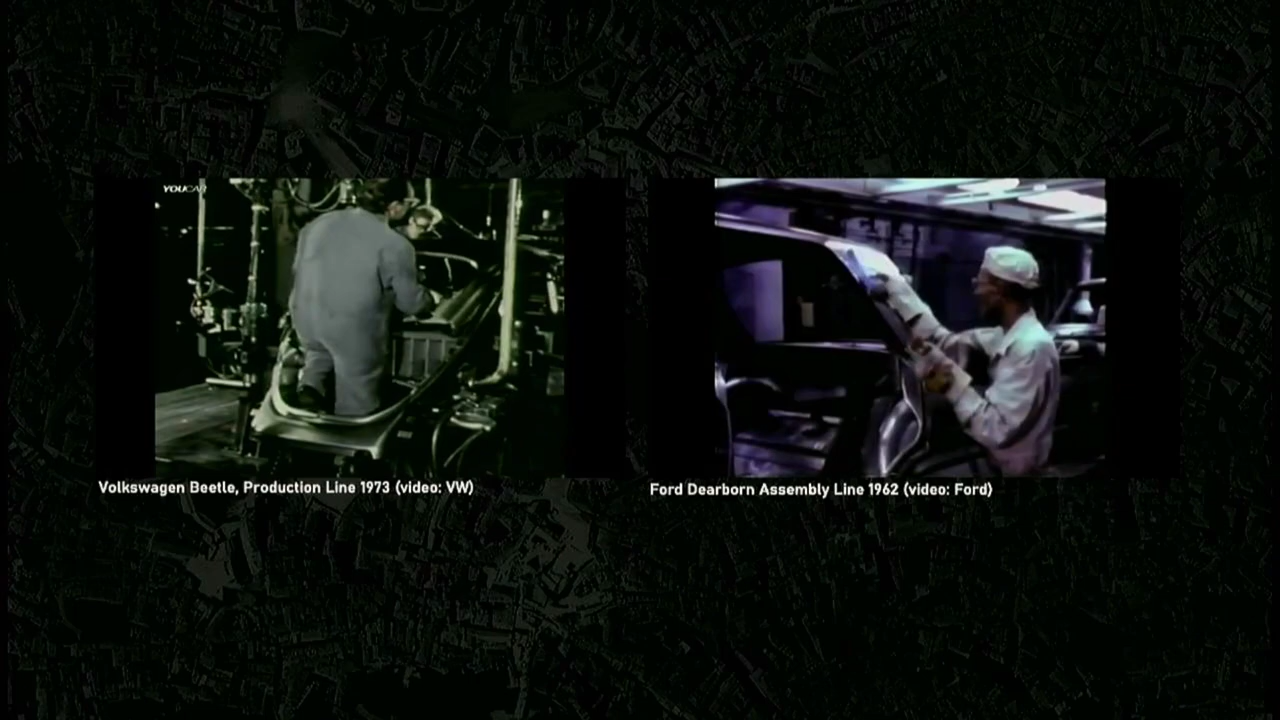 YOUCAR
Volkswagen Beetle, Production Line 1973 (video: VW)
Ford Dearborn Assembly Line 1962 (video: Ford)